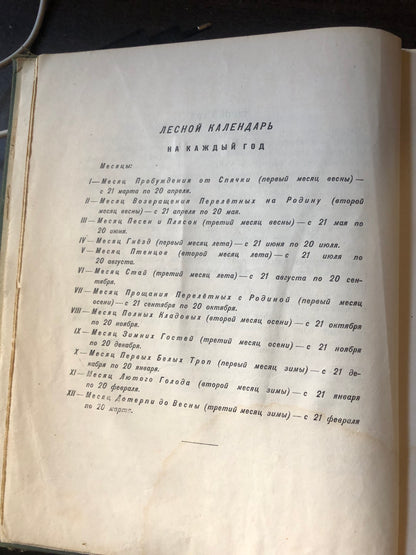 ЛЕСНОЙ КАЛЕНДАРЬ
НА КАЖДЫЙ ГОД
Месяцы:
I—Месяц Пробуждения от Спячки (первый месяц весны)—
с 21 марта по 20 апреля.
II—Месяц Возвращения Перелётных на Родину (второй
месяц весны)—с 21 апреля по 20 мая.
III—Месяц Песен и Плясок (третий месяц весны)—с 21 мая по
20 июня.
IV—Месяц Гнёзд (первый месяц лета)—с 21 июня по 20 июля.
V—Месяц Птенцов (второй месяц лета)—с 21 июля по
20 августа.
VI—Месяц Стай (третий месяц лета)—с 21 августа по 20 сен-
тября.
VII—Месяц Прощания Перелётных с Родиной (первый месяц
осени)—с 21 сентября по 20 октября.
VIII—Месяц Полных Кладовых (второй месяц осени)—с 21 октября
по 20 ноября.
IX—Месяц Зимних Гостей (третий месяц осени)—с 21 ноября
по 20 декабря.
X—Месяц Первых Белых Троп (первый месяц зимы)—с 21 де-
кабря по 20 января.
XI—Месяц Лютого Голода (второй месяц зимы)—с 21 января
по 20 февраля.
XII—Месяц Дотерпи до Весны (третий месяц зимы)—с 21 февраля
по 20 марта.